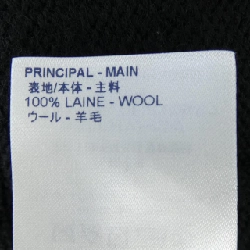 PRINCIPAL - MAIN
表地/本体 - 主料
100% LAINE - WOOL
ウール - 羊毛